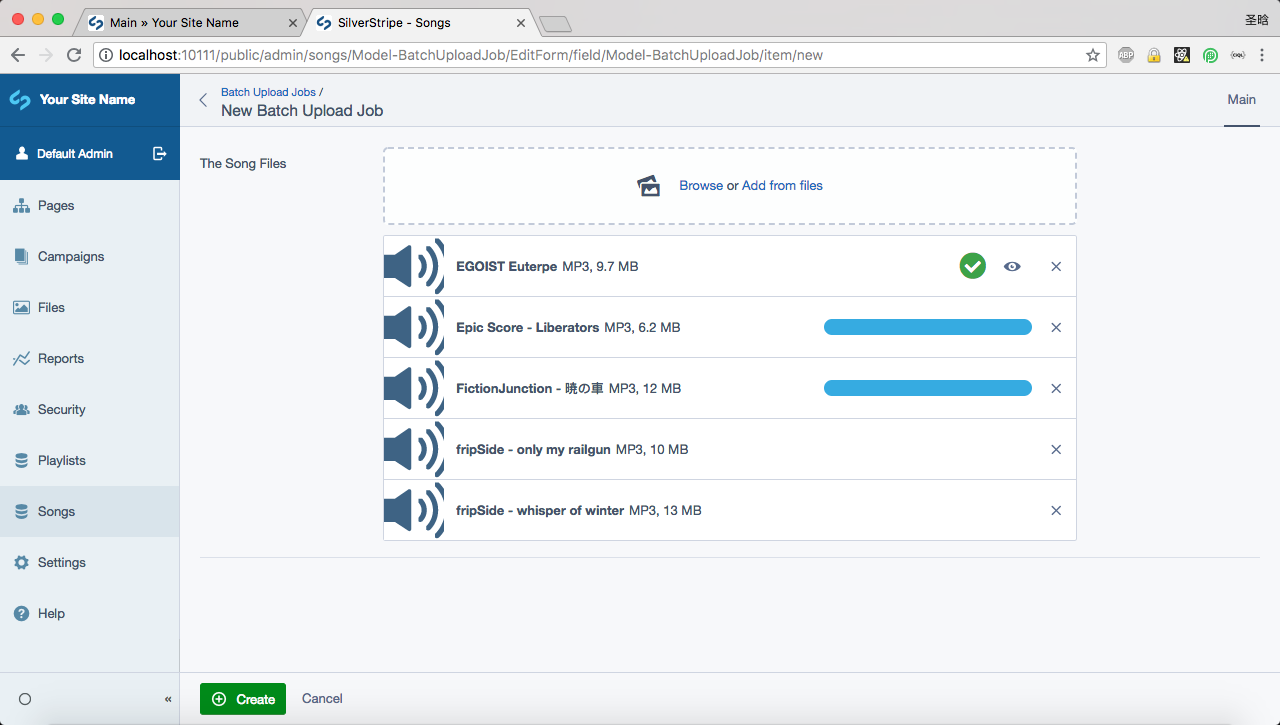 Main » Your Site Name
SilverStripe - Songs
圣晗
localhost:10111/public/admin/songs/Model-BatchUploadJob/EditForm/field/Model-BatchUploadJob/item/new
ABP
Your Site Name
Batch Upload Jobs /
New Batch Upload Job
Main
Default Admin
The Song Files
Browse or Add from files
Pages
Campaigns
Files
Reports
Security
Playlists
Songs
Settings
Help
EGOIST Euterpe MP3, 9.7 MB
Epic Score - Liberators MP3, 6.2 MB
FictionJunction - 暁の車 MP3, 12 MB
fripSide - only my railgun MP3, 10 MB
fripSide - whisper of winter MP3, 13 MB
«
Create
Cancel